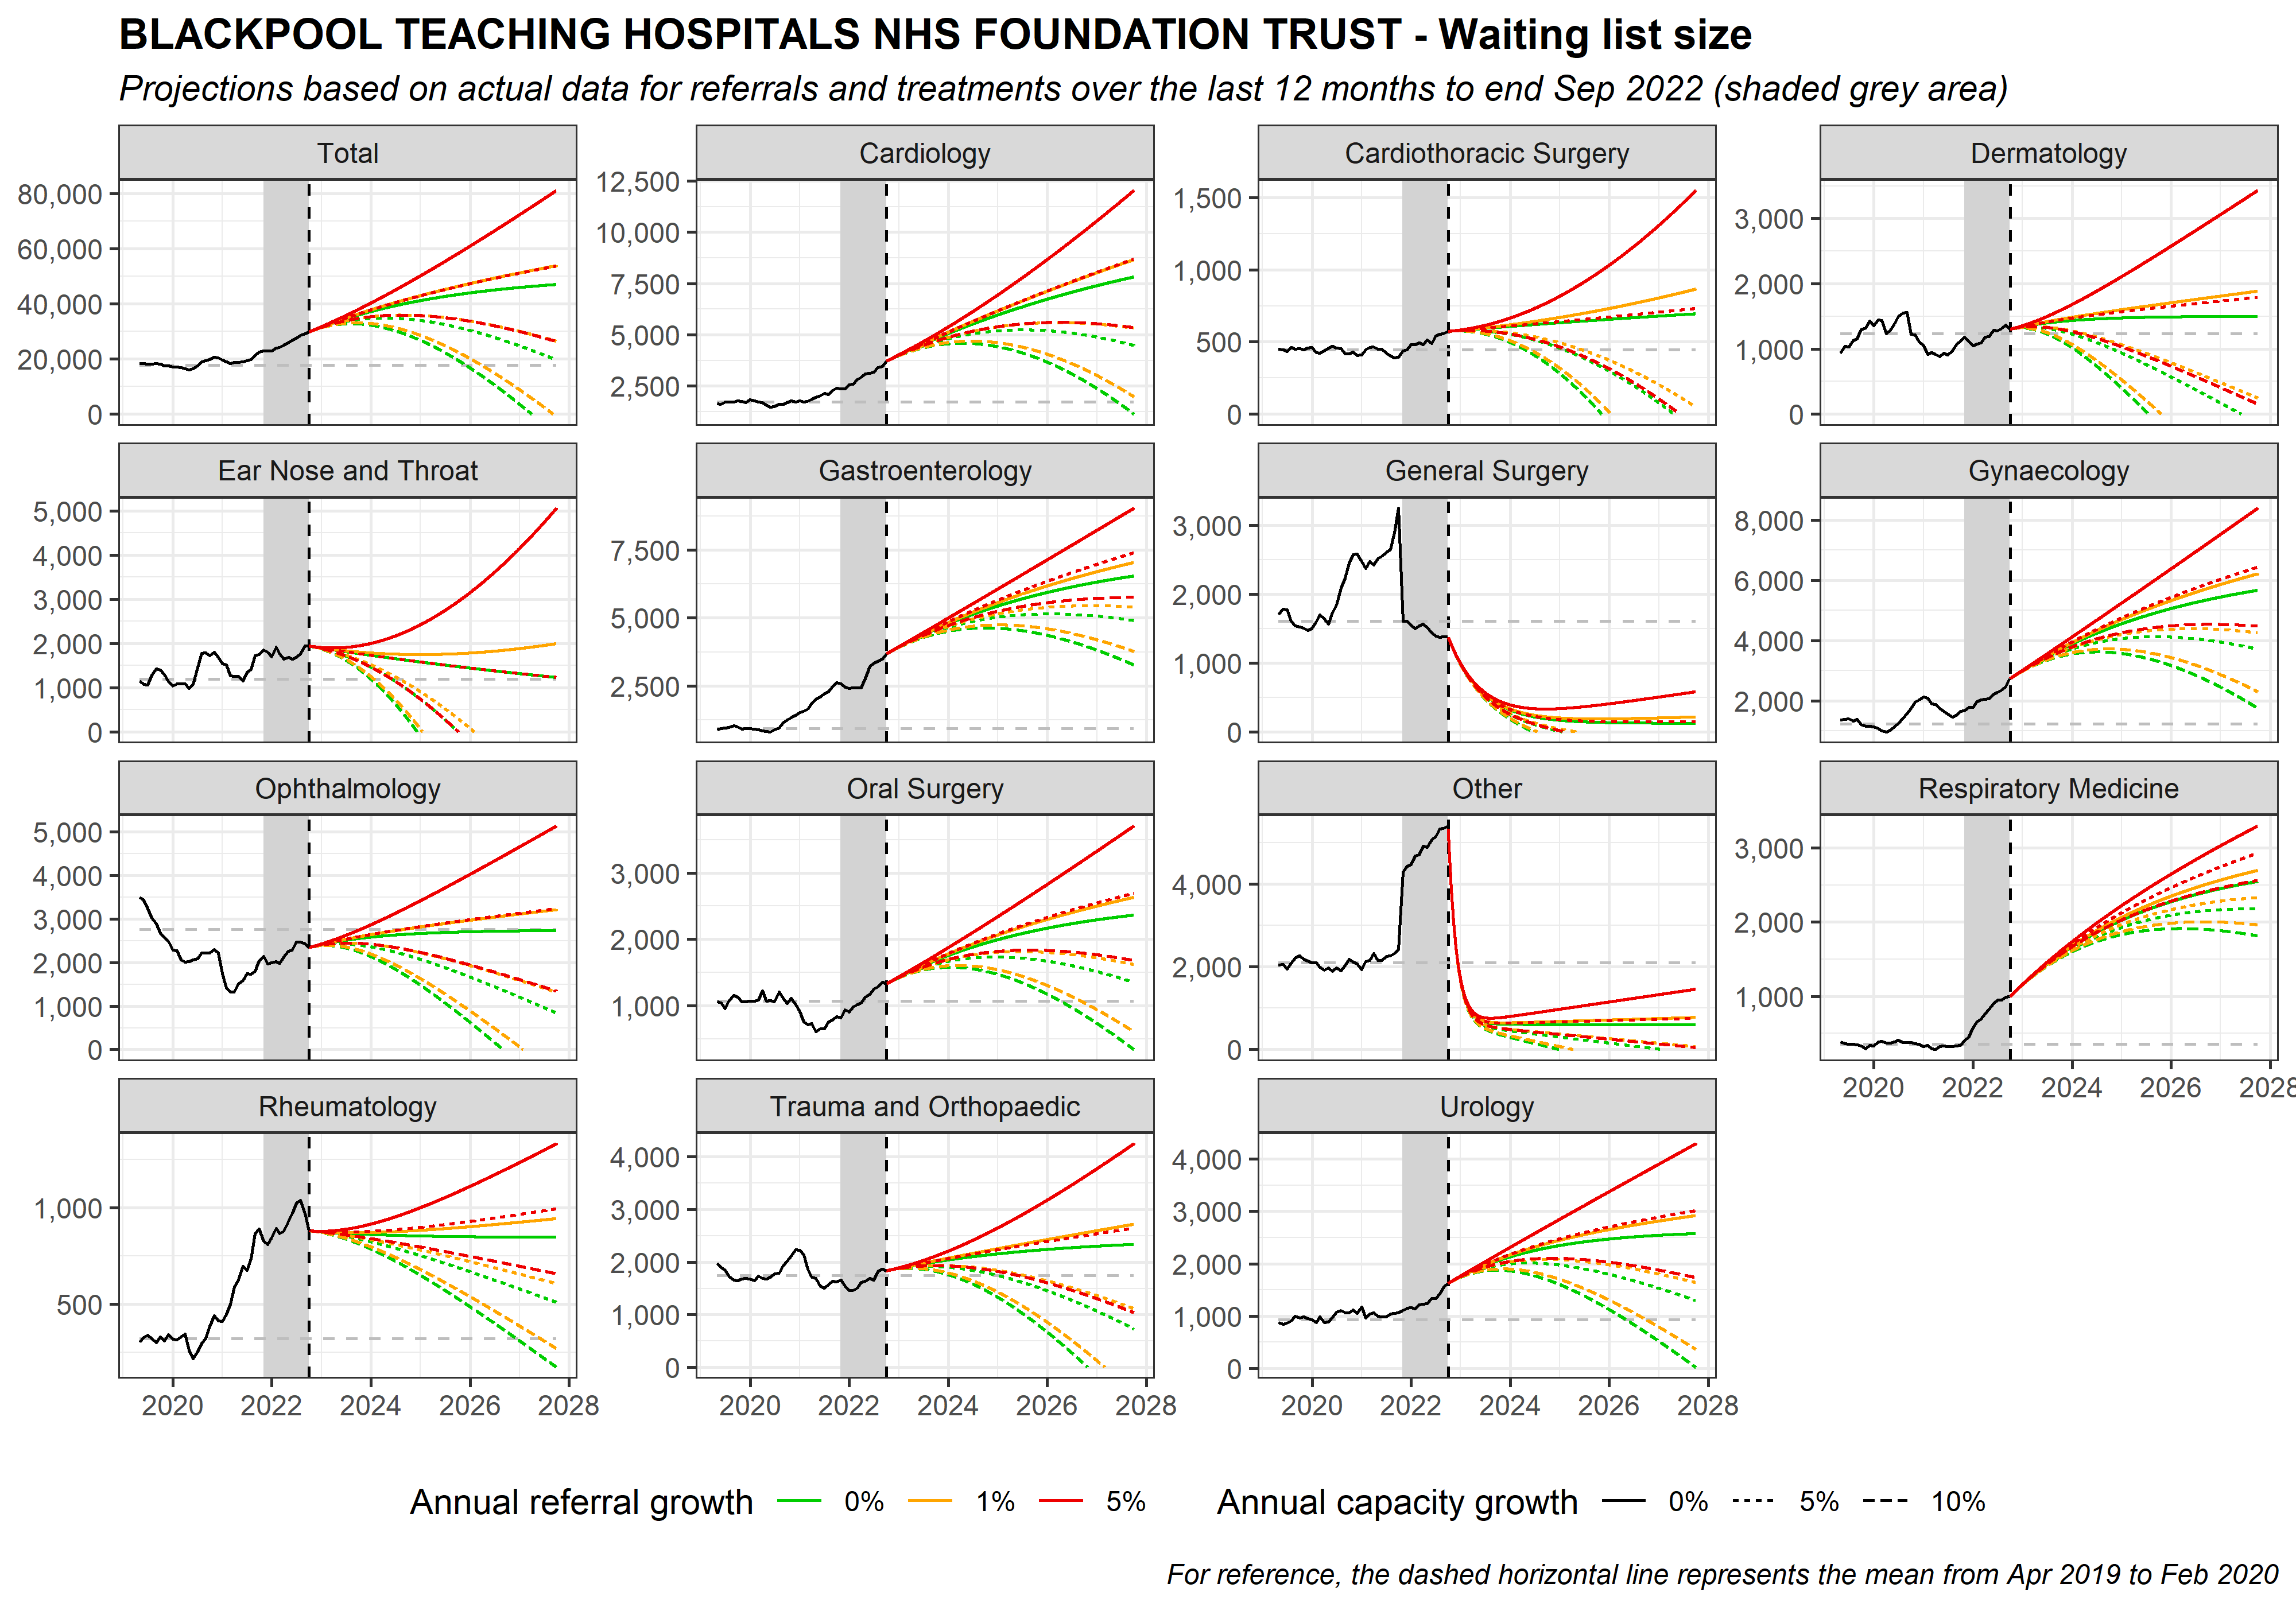 BLACKPOOL TEACHING HOSPITALS NHS FOUNDATION TRUST - Waiting list size
Projections based on actual data for referrals and treatments over the last 12 months to end Sep 2022 (shaded grey area)
Total
80,000
60,000
40,000
20,000
0
Cardiology
12,500
10,000
7,500
5,000
2,500
Cardiothoracic Surgery
1,500
1,000
500
0
Dermatology
3,000
2,000
1,000
0
Ear Nose and Throat
5,000
4,000
3,000
2,000
1,000
0
Gastroenterology
7,500
5,000
2,500
General Surgery
3,000
2,000
1,000
0
Gynaecology
8,000
6,000
4,000
2,000
Ophthalmology
5,000
4,000
3,000
2,000
1,000
0
Oral Surgery
3,000
2,000
1,000
Other
4,000
2,000
0
Respiratory Medicine
3,000
2,000
1,000
2020 2022 2024 2026 2028
Rheumatology
1,000
500
2020 2022 2024 2026 2028
Trauma and Orthopaedic
4,000
3,000
2,000
1,000
0
2020 2022 2024 2026 2028
Urology
4,000
3,000
2,000
1,000
0
2020 2022 2024 2026 2028
Annual referral growth 0% 1% 5% Annual capacity growth 0% 5% 10%
For reference, the dashed horizontal line represents the mean from Apr 2019 to Feb 2020